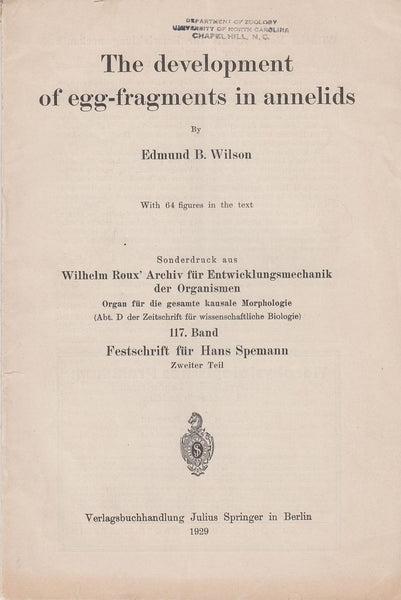 DEPARTMENT OF ZOOLOGY
UNIVERSITY OF NORTH CAROLINA
CHAPEL HILL, N. C.
The development
of egg-fragments in annelids
By
Edmund B. Wilson
With 64 figures in the text
Sonderdruck aus
Wilhelm Roux' Archiv für Entwicklungsmechanik
der Organismen
Organ für die gesamte kausale Morphologie
(Abt. D der Zeitschrift für wissenschaftliche Biologie)
117. Band
Festschrift für Hans Spemann
Zweiter Teil
S
Verlagsbuchhandlung Julius Springer in Berlin
1929